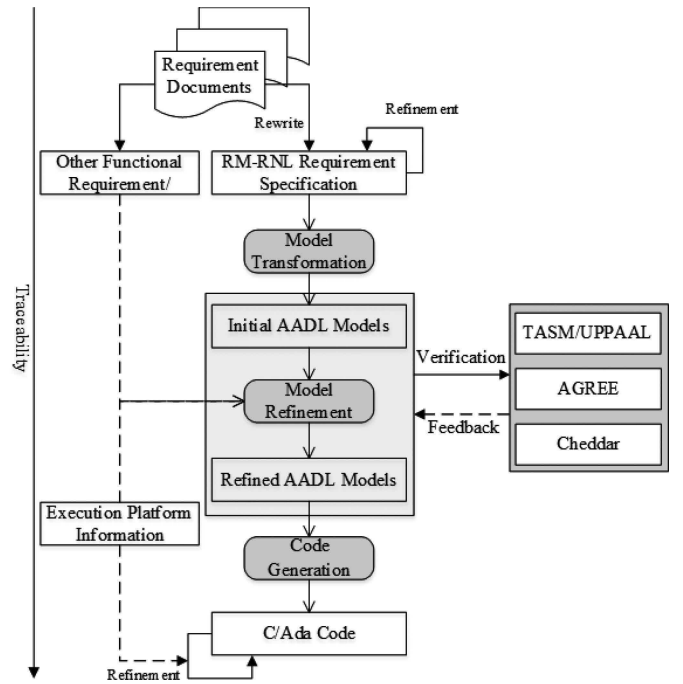 Requirement
Documents
Rewrite
Refinement
Other Functional
Requirement/
RM-RNL Requirement
Specification
Model
Transformation
Traceability
Initial AADL Models
Model
Refinement
Refined AADL Models
Verification
Feedback
TASM/UPPAAL
AGREE
Cheddar
Execution Platform
Information
Code
Generation
C/Ada Code
Refinement